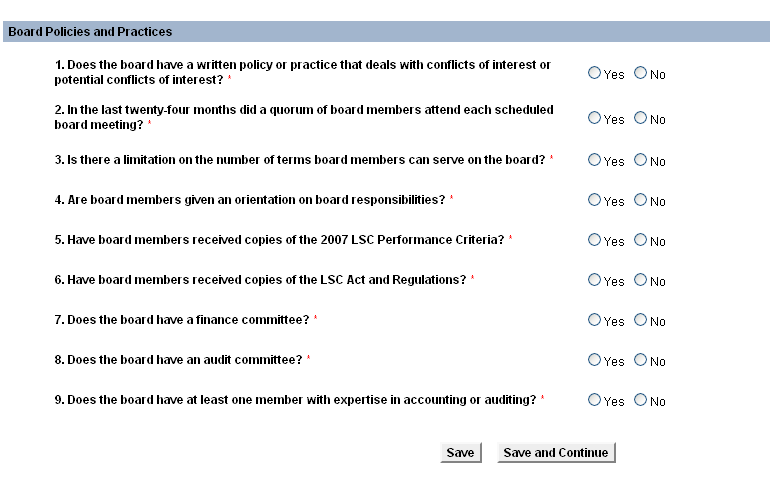 Board Policies and Practices
1. Does the board have a written policy or practice that deals with conflicts of interest or
potential conflicts of interest? *
Yes No
2. In the last twenty-four months did a quorum of board members attend each scheduled
board meeting? *
Yes No
3. Is there a limitation on the number of terms board members can serve on the board? * Yes No
4. Are board members given an orientation on board responsibilities? * Yes No
5. Have board members received copies of the 2007 LSC Performance Criteria? * Yes No
6. Have board members received copies of the LSC Act and Regulations? * Yes No
7. Does the board have a finance committee? * Yes No
8. Does the board have an audit committee? * Yes No
9. Does the board have at least one member with expertise in accounting or auditing? * Yes No
Save Save and Continue